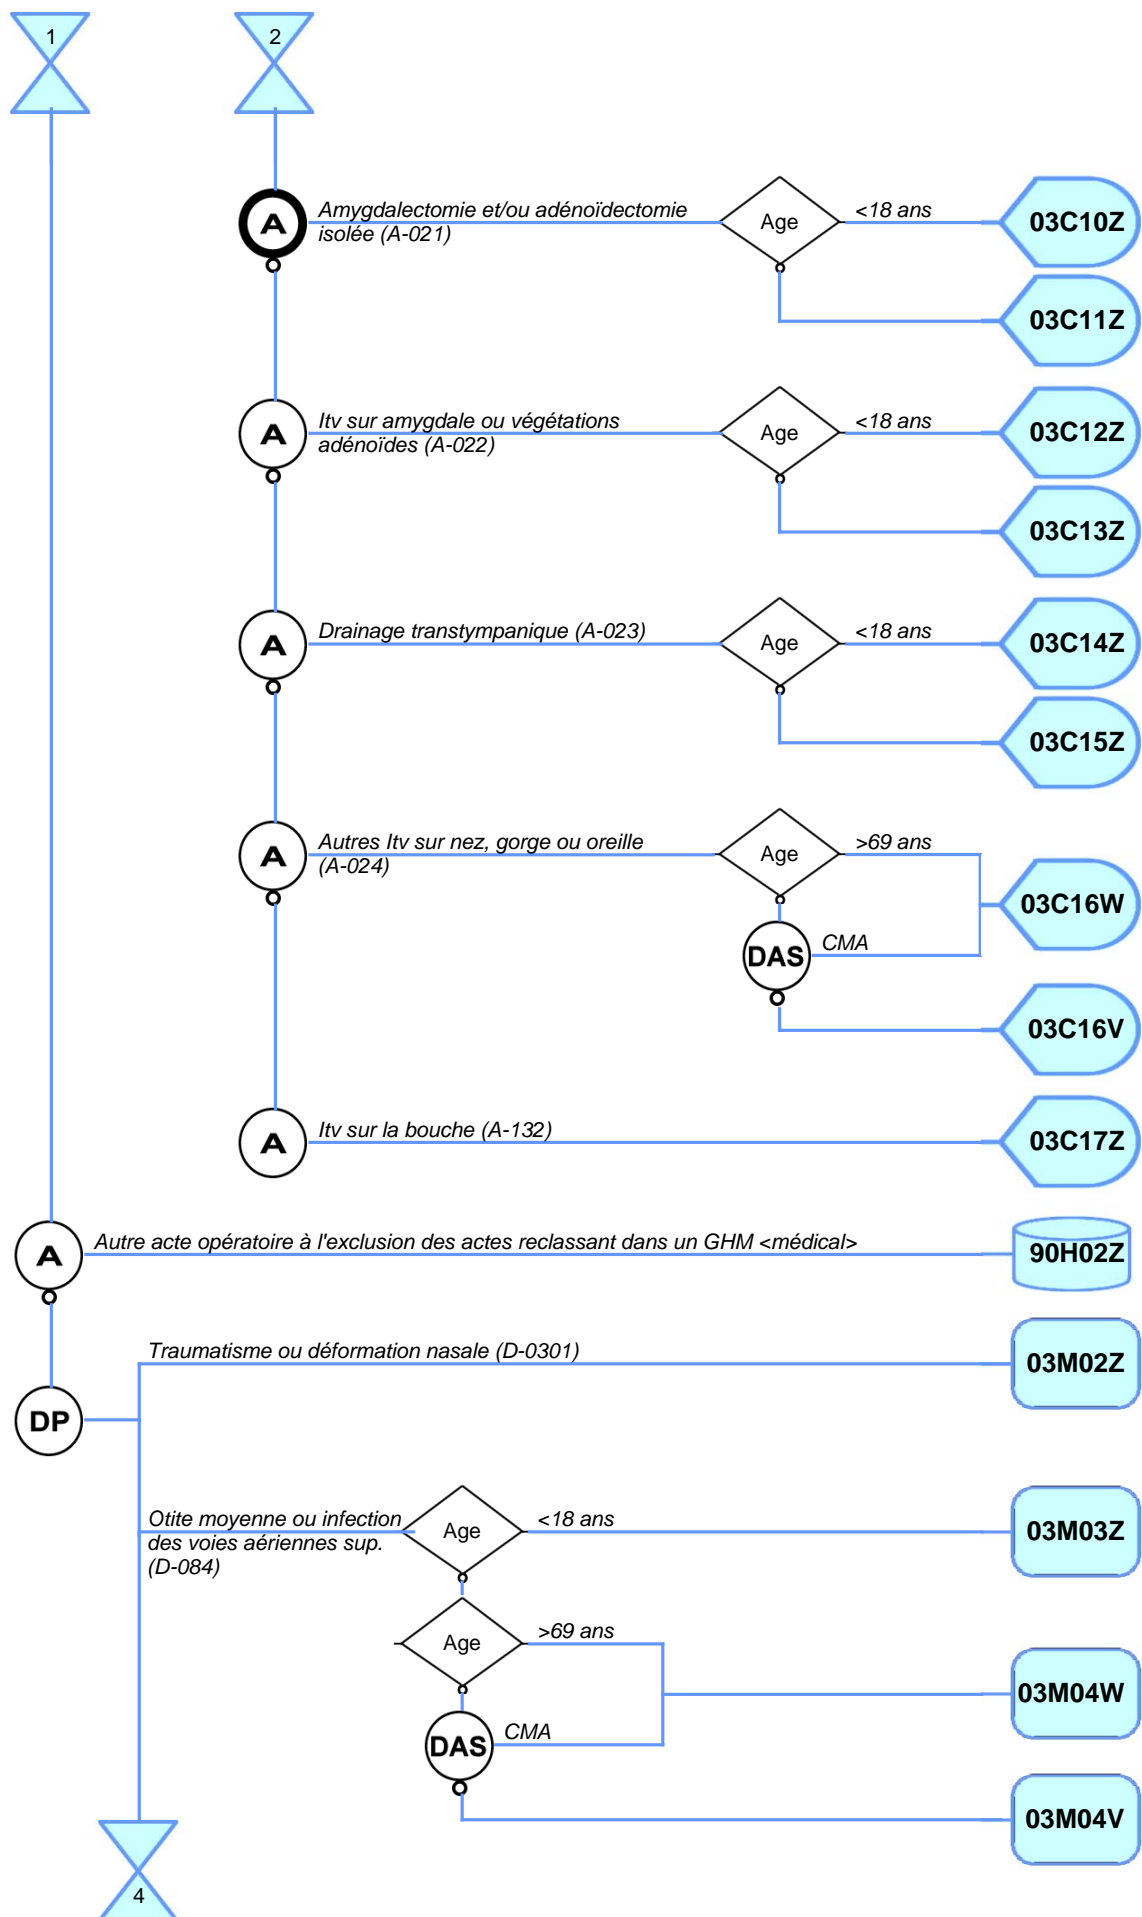 1
2
A
Amygdalectomie et/ou adénoïdectomie
isolée (A-021)
Age
<18 ans
03C10Z
03C11Z
A
Itv sur amygdale ou végétations
adénoïdes (A-022)
Age
<18 ans
03C12Z
03C13Z
A
Drainage transtympanique (A-023)
Age
<18 ans
03C14Z
03C15Z
A
Autres Itv sur nez, gorge ou oreille
(A-024)
Age
>69 ans
03C16W
DAS
CMA
03C16V
A
Itv sur la bouche (A-132)
03C17Z
A
Autre acte opératoire à l'exclusion des actes reclassant dans un GHM <médical>
90H02Z
Traumatisme ou déformation nasale (D-0301)
03M02Z
DP
Otite moyenne ou infection
des voies aériennes sup.
(D-084)
Age
<18 ans
03M03Z
Age
>69 ans
03M04W
DAS
CMA
03M04V
4